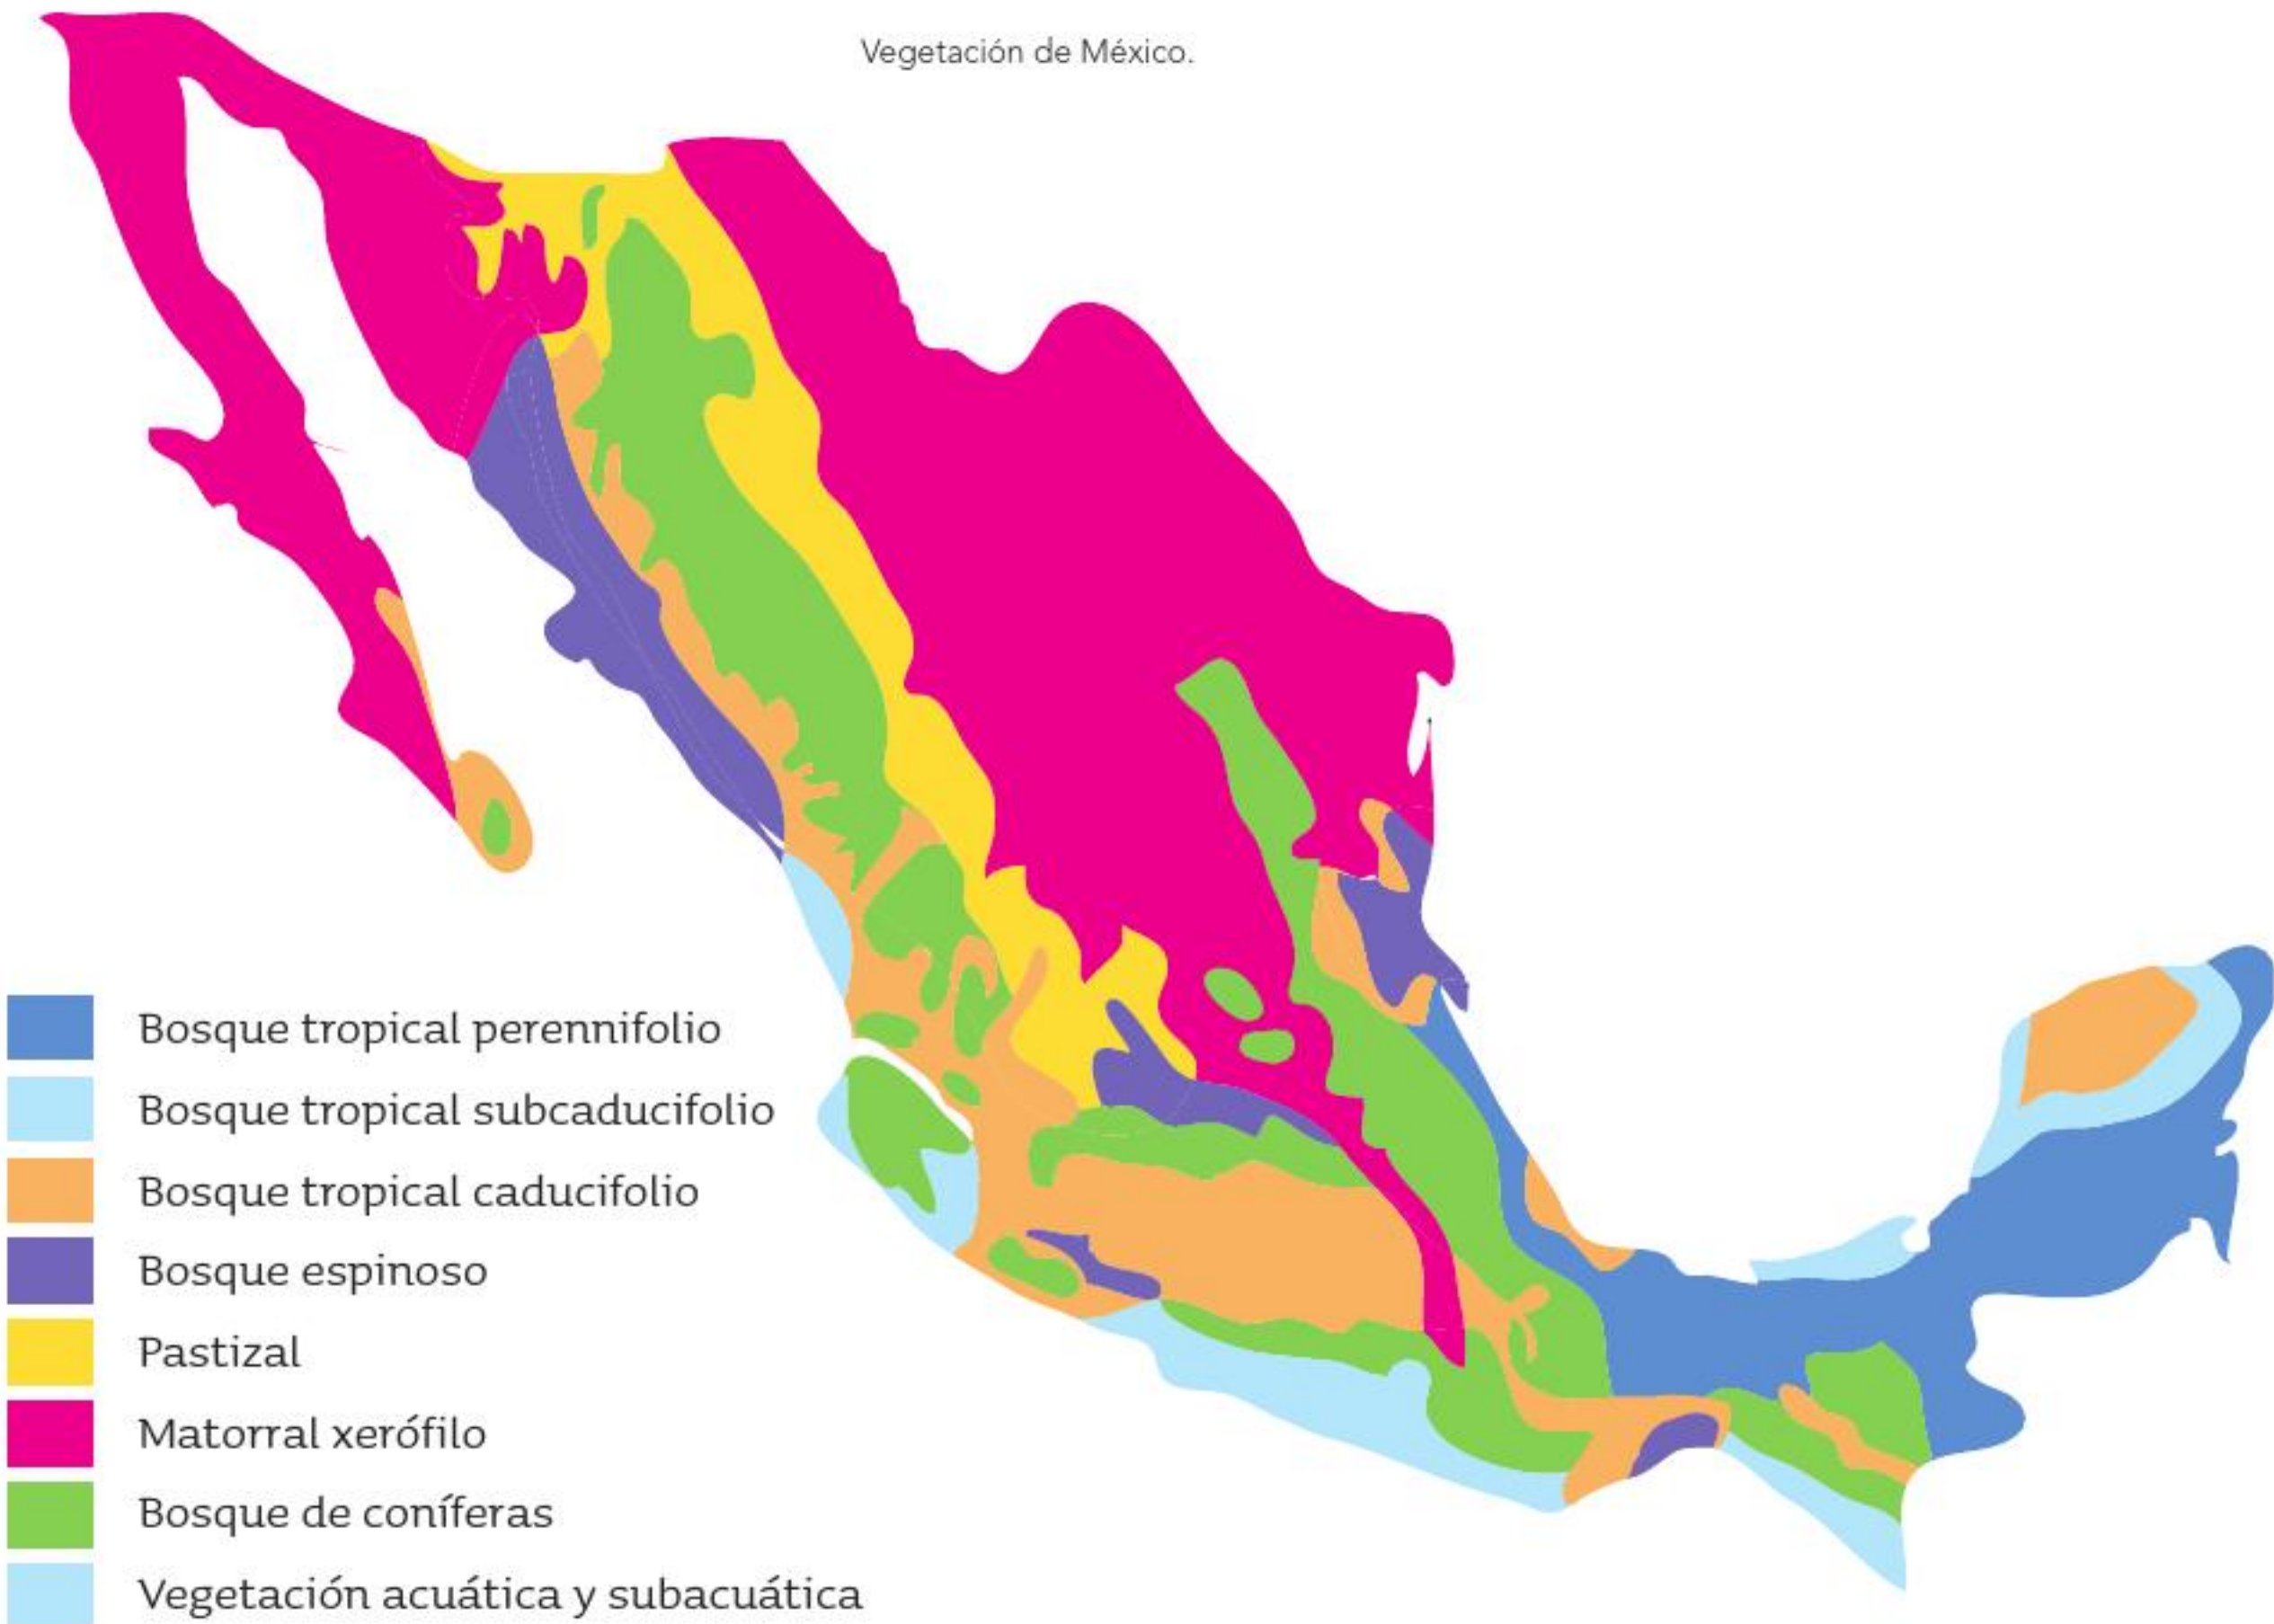 Vegetación de México.
Bosque tropical perennifolio
Bosque tropical subcaducifolio
Bosque tropical caducifolio
Bosque espinoso
Pastizal
Matorral xerófilo
Bosque de coníferas
Vegetación acuática y subacuática